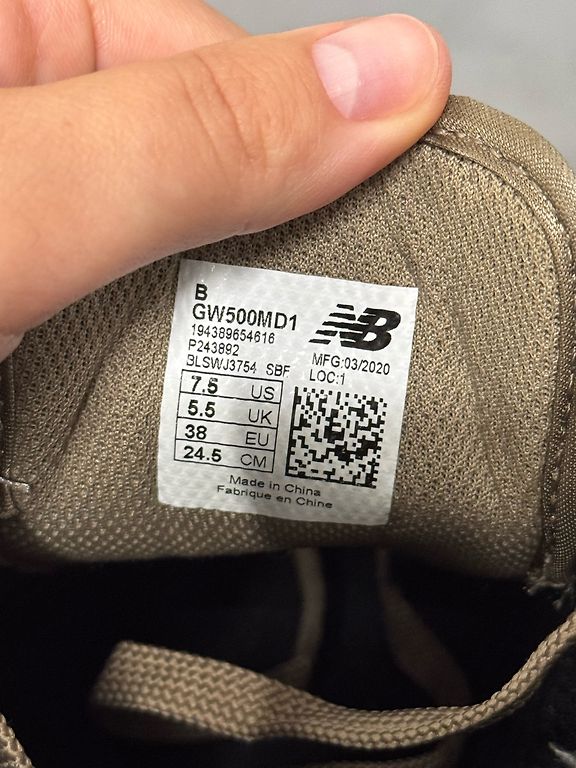 B
GW500MD1
194389654616
P243892
BLSWJ3754 SBF
NB
MFG:03/2020
LOC:1
7.5 US
5.5 UK
38 EU
24.5 CM
Made in China
Fabrique en Chine